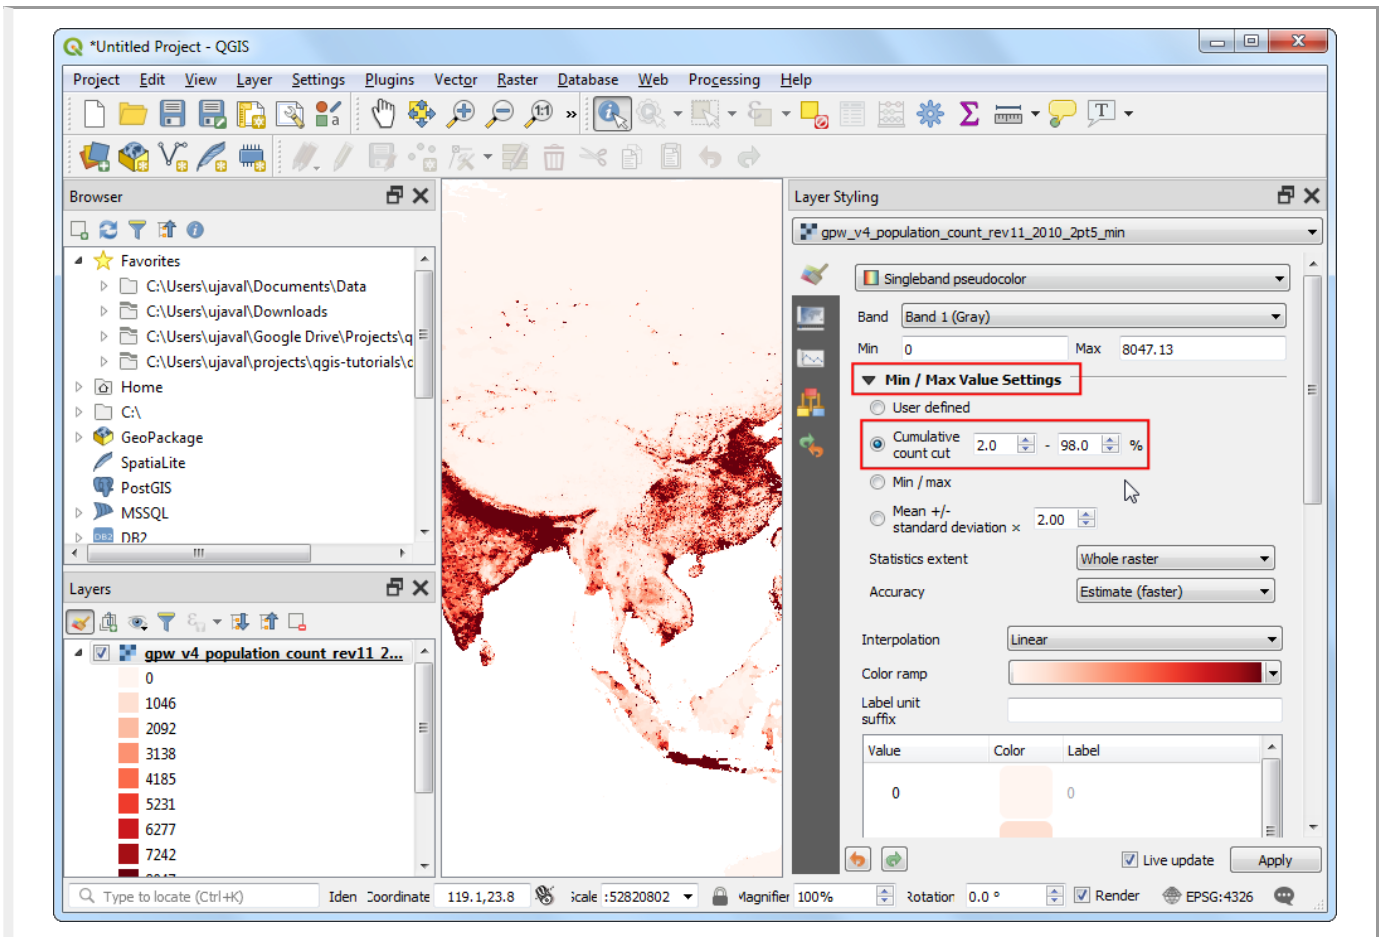 *Untitled Project - QGIS
Project Edit View Layer Settings Plugins Vector Raster Database Web Processing Help
Browser
Favorites
C:\Users\ujaval\Documents\Data
C:\Users\ujaval\Downloads
C:\Users\ujaval\Google Drive\Projects\q
C:\Users\ujaval\projects\qgis-tutorials\c
Home
C:\
GeoPackage
SpatiaLite
PostGIS
MSSQL
DB2
Layers
gpw_v4_population_count_rev11_2...
0
1046
2092
3138
4185
5231
6277
7242
8047
Layer Styling
gpw_v4_population_count_rev11_2010_2pt5_min
Singleband pseudocolor
Band Band 1 (Gray)
Min 0 Max 8047.13
Min / Max Value Settings
User defined
Cumulative
count cut 2.0 - 98.0 %
Min / max
Mean +/-
standard deviation × 2.00
Statistics extent Whole raster
Accuracy Estimate (faster)
Interpolation Linear
Color ramp
Label unit
suffix
Value Color Label
0 0
Live update Apply
Type to locate (Ctrl+K) Iden Coordinate 119.1,23.8 Scale :52820802 Magnifier 100% Rotation 0.0 ° Render EPSG:4326